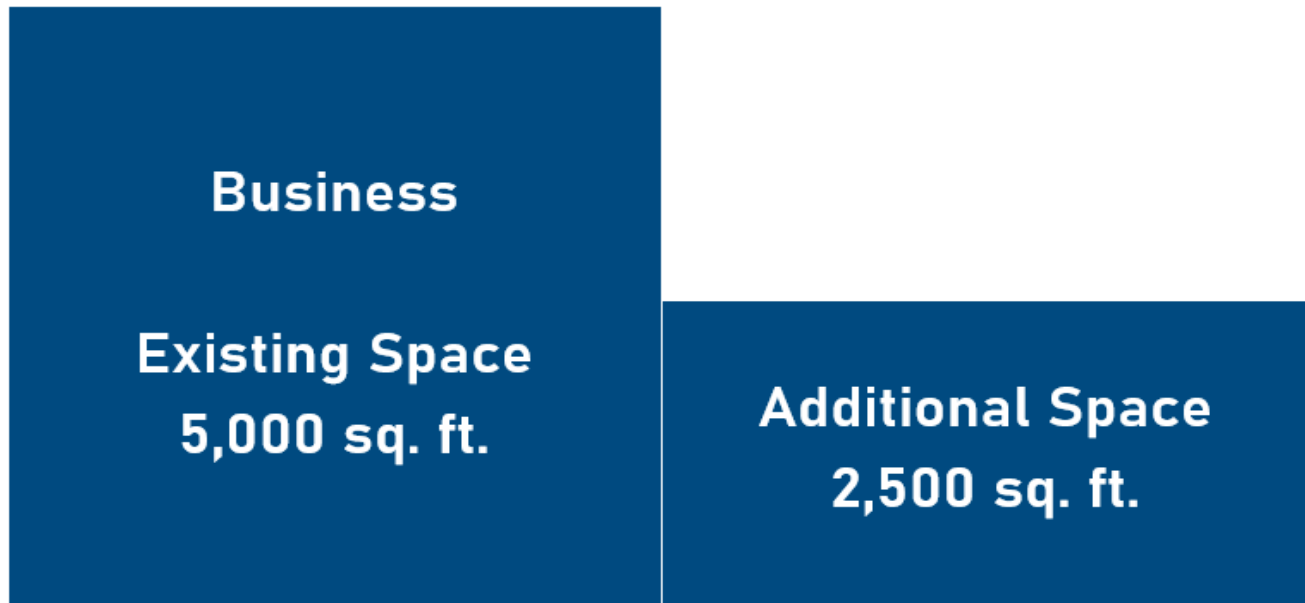 Business
Existing Space
5,000 sq. ft.
Additional Space
2,500 sq. ft.